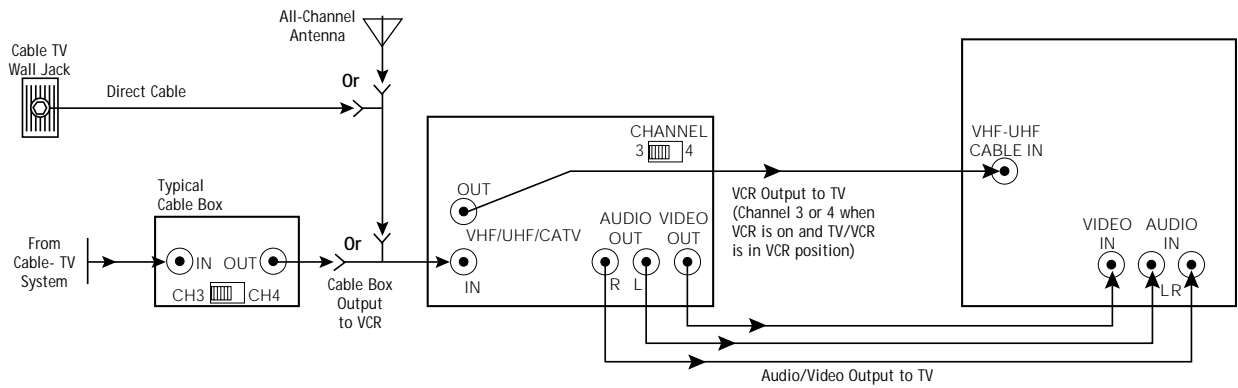 All-Channel
Antenna
Cable TV
Wall Jack
Or
Direct Cable
CHANNEL
3 4
VHF-UHF
CABLE IN
Typical
Cable Box
OUT
VCR Output to TV
(Channel 3 or 4 when
VCR is on and TV/VCR
is in VCR position)
AUDIO
OUT
VIDEO
OUT
VIDEO
IN
AUDIO
IN
Or
VHF/UHF/CATV
From
Cable- TV
System
IN OUT
IN
R L
L R
CH3 CH4
Cable Box
Output
to VCR
Audio/Video Output to TV